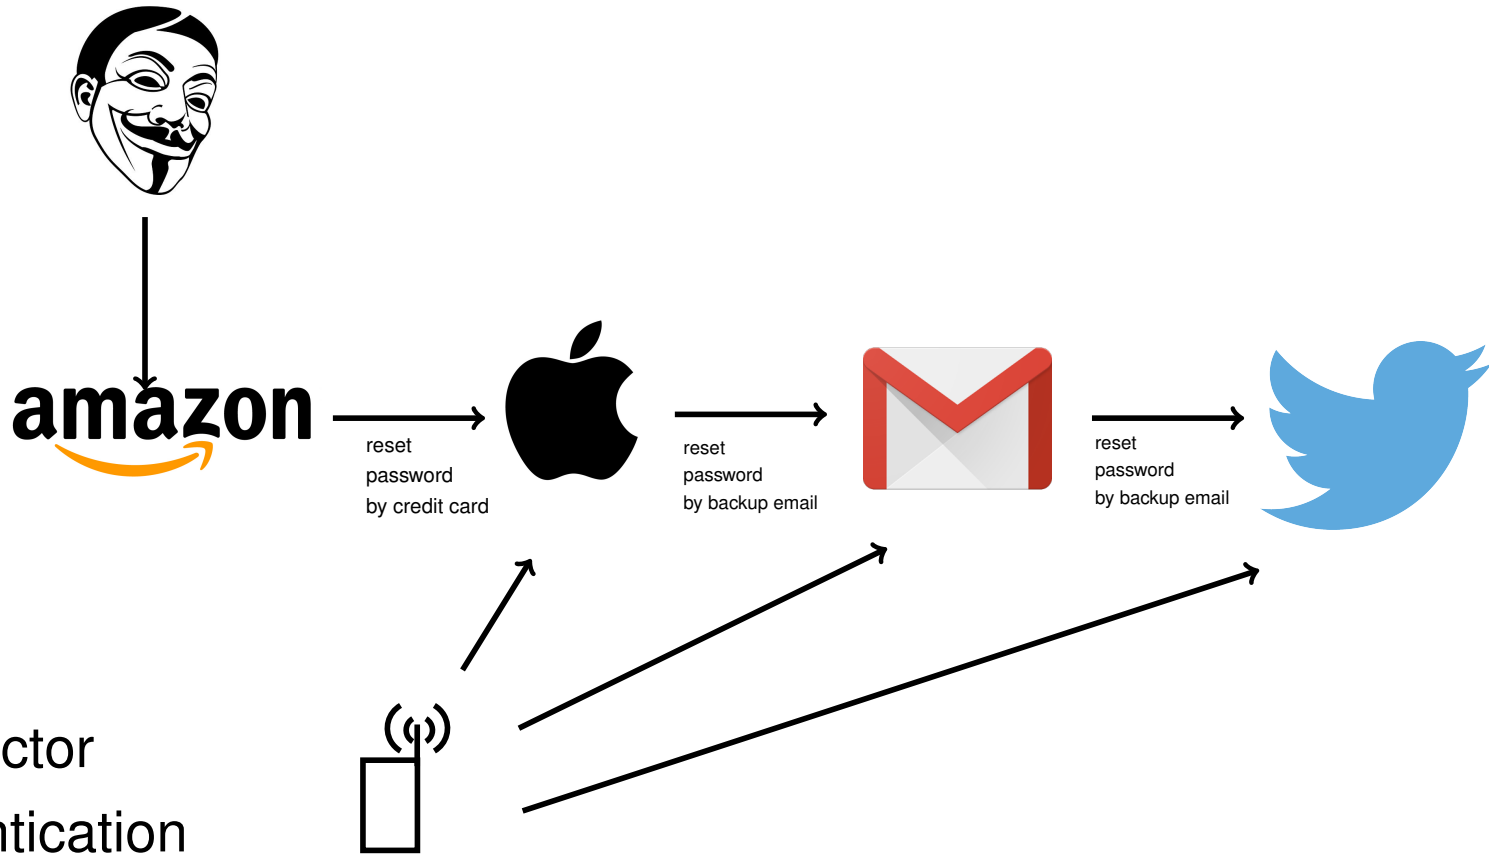 amazon
reset
password
by credit card
reset
password
by backup email
reset
password
by backup email
ctor
ntication